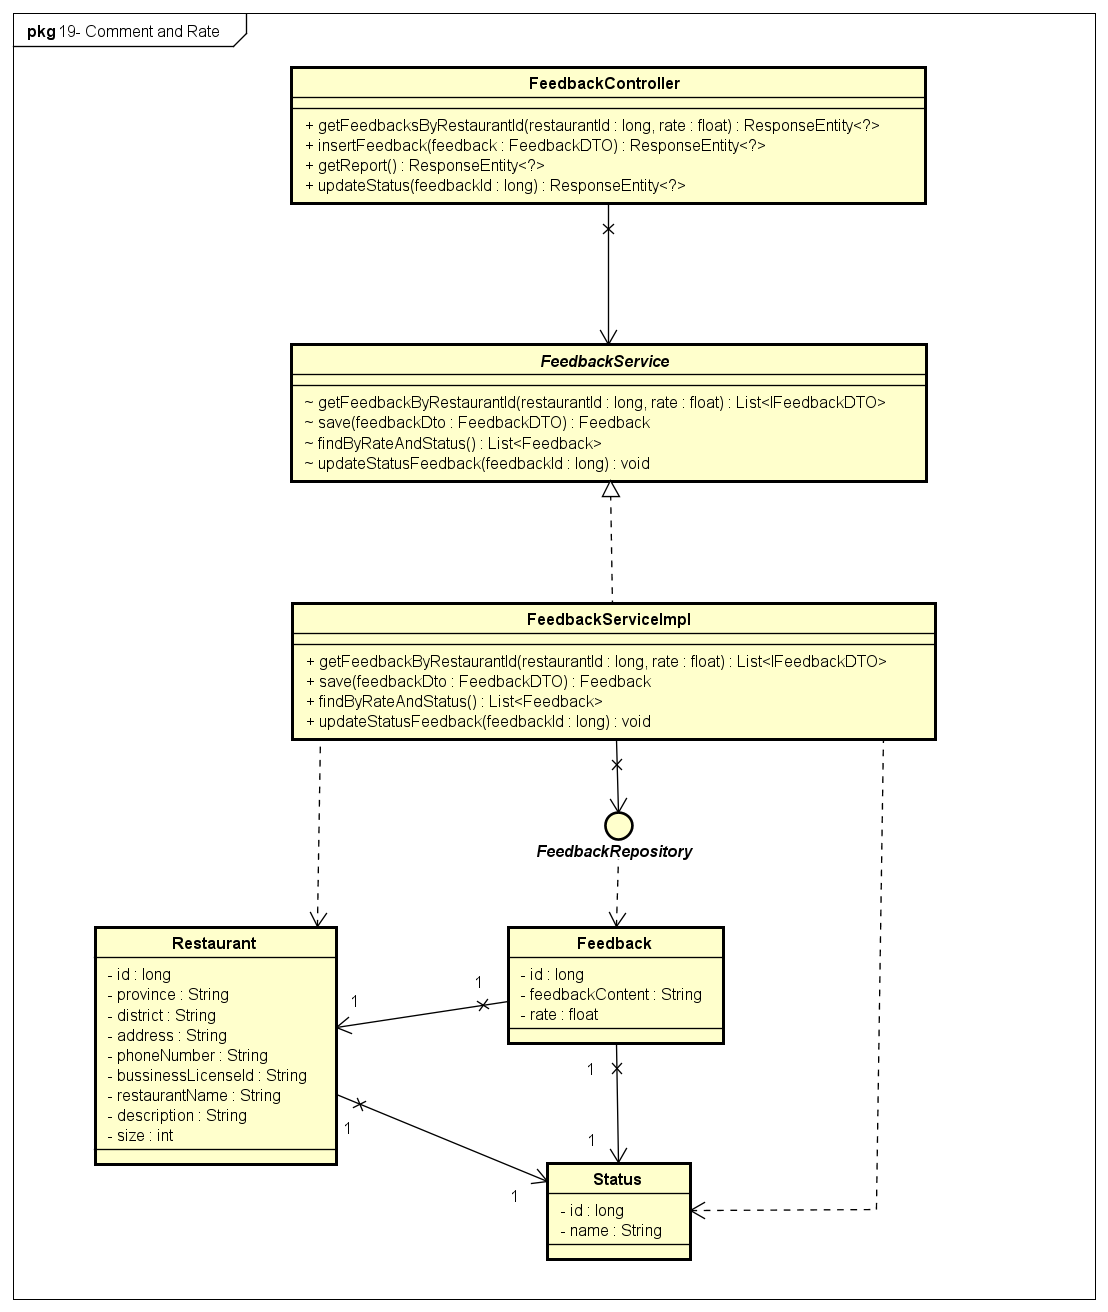 pkg 19- Comment and Rate
FeedbackController
+ getFeedbacksByRestaurantId(restaurantId : long, rate : float) : ResponseEntity<?>
+ insertFeedback(feedback : FeedbackDTO) : ResponseEntity<?>
+ getReport() : ResponseEntity<?>
+ updateStatus(feedbackId : long) : ResponseEntity<?>
FeedbackService
~ getFeedbackByRestaurantId(restaurantId : long, rate : float) : List<IFeedbackDTO>
~ save(feedbackDto : FeedbackDTO) : Feedback
~ findByRateAndStatus() : List<Feedback>
~ updateStatusFeedback(feedbackId : long) : void
FeedbackServiceImpl
+ getFeedbackByRestaurantId(restaurantId : long, rate : float) : List<IFeedbackDTO>
+ save(feedbackDto : FeedbackDTO) : Feedback
+ findByRateAndStatus() : List<Feedback>
+ updateStatusFeedback(feedbackId : long) : void
FeedbackRepository
Restaurant
- id : long
- province : String
- district : String
- address : String
- phoneNumber : String
- bussinessLicenseId : String
- restaurantName : String
- description : String
- size : int
1
1
Feedback
- id : long
- feedbackContent : String
- rate : float
1
1
1
1
Status
- id : long
- name : String